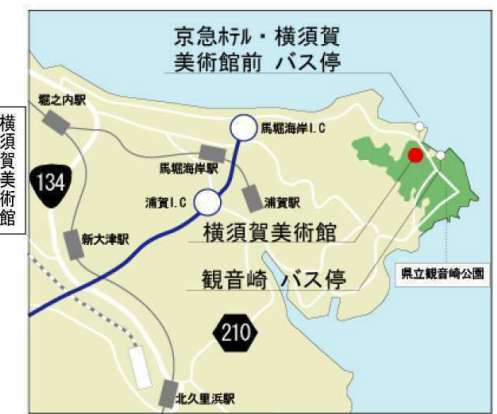 京急ホテル・横須賀
美術館前 バス停
堀之内駅
馬堀海岸I.C
横須賀美術館
馬堀海岸駅
134
浦賀I.C
浦賀駅
新大津駅
横須賀美術館
観音崎 バス停
県立観音崎公園
210
北久里浜駅